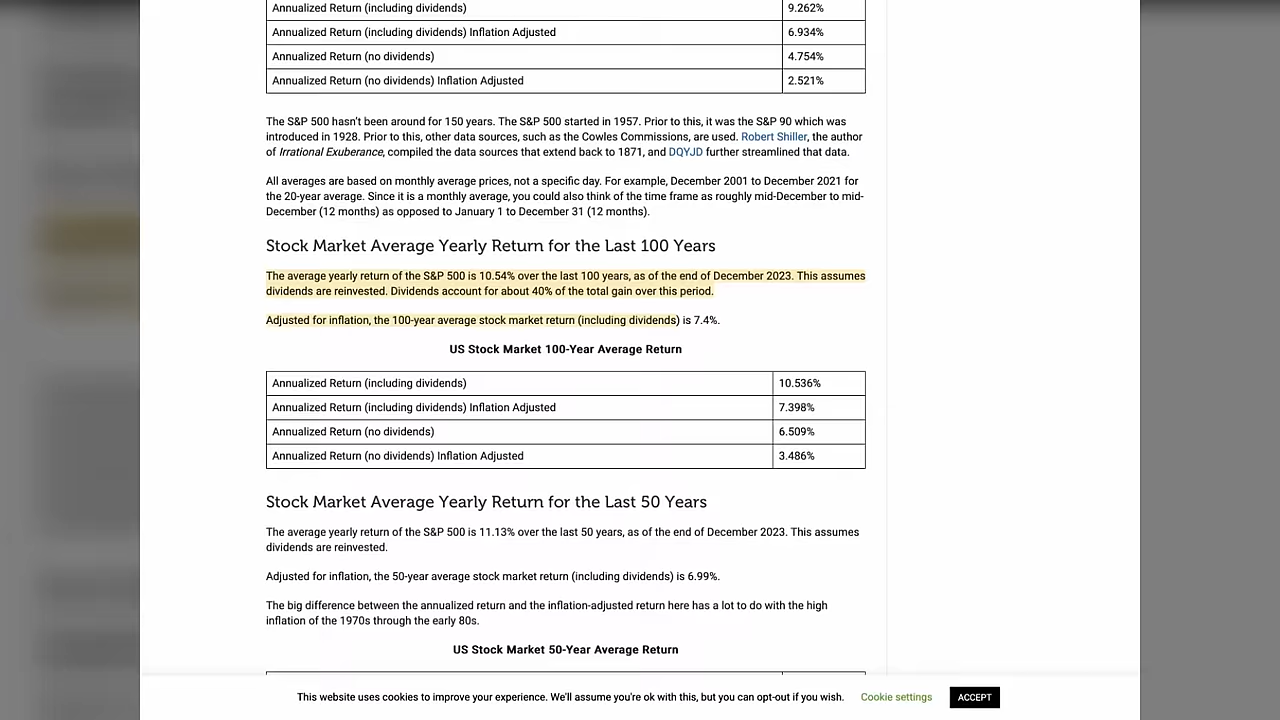 Annualized Return (including dividends) 9.262%
Annualized Return (including dividends) Inflation Adjusted 6.934%
Annualized Return (no dividends) 4.754%
Annualized Return (no dividends) Inflation Adjusted 2.521%
The S&P 500 hasn't been around for 150 years. The S&P 500 started in 1957. Prior to this, it was the S&P 90 which was
introduced in 1928. Prior to this, other data sources, such as the Cowles Commissions, are used. Robert Shiller, the author
of Irrational Exuberance, compiled the data sources that extend back to 1871, and DQYJD further streamlined that data.
All averages are based on monthly average prices, not a specific day. For example, December 2001 to December 2021 for
the 20-year average. Since it is a monthly average, you could also think of the time frame as roughly mid-December to mid-
December (12 months) as opposed to January 1 to December 31 (12 months).
Stock Market Average Yearly Return for the Last 100 Years
The average yearly return of the S&P 500 is 10.54% over the last 100 years, as of the end of December 2023. This assumes
dividends are reinvested. Dividends account for about 40% of the total gain over this period.
Adjusted for inflation, the 100-year average stock market return (including dividends) is 7.4%.
US Stock Market 100-Year Average Return
Annualized Return (including dividends) 10.536%
Annualized Return (including dividends) Inflation Adjusted 7.398%
Annualized Return (no dividends) 6.509%
Annualized Return (no dividends) Inflation Adjusted 3.486%
Stock Market Average Yearly Return for the Last 50 Years
The average yearly return of the S&P 500 is 11.13% over the last 50 years, as of the end of December 2023. This assumes
dividends are reinvested.
Adjusted for inflation, the 50-year average stock market return (including dividends) is 6.99%.
The big difference between the annualized return and the inflation-adjusted return here has a lot to do with the high
inflation of the 1970s through the early 80s.
US Stock Market 50-Year Average Return
This website uses cookies to improve your experience. We'll assume you're ok with this, but you can opt-out if you wish. Cookie settings ACCEPT